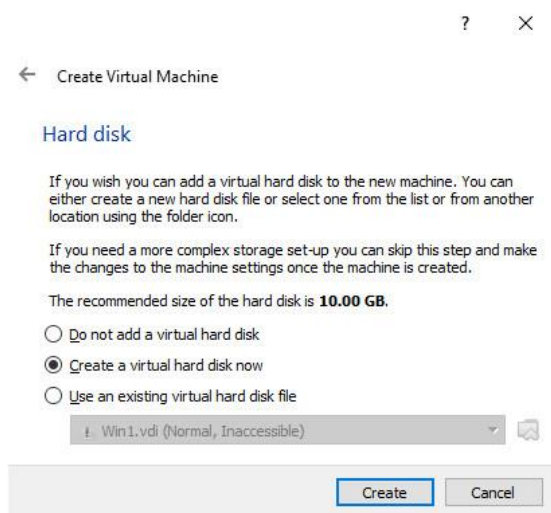 ?
Create Virtual Machine
Hard disk
If you wish you can add a virtual hard disk to the new machine. You can
either create a new hard disk file or select one from the list or from another
location using the folder icon.
If you need a more complex storage set-up you can skip this step and make
the changes to the machine settings once the machine is created.
The recommended size of the hard disk is 10.00 GB.
Do not add a virtual hard disk
Create a virtual hard disk now
Use an existing virtual hard disk file
Win1.vdi (Normal, Inaccessible)
Create Cancel